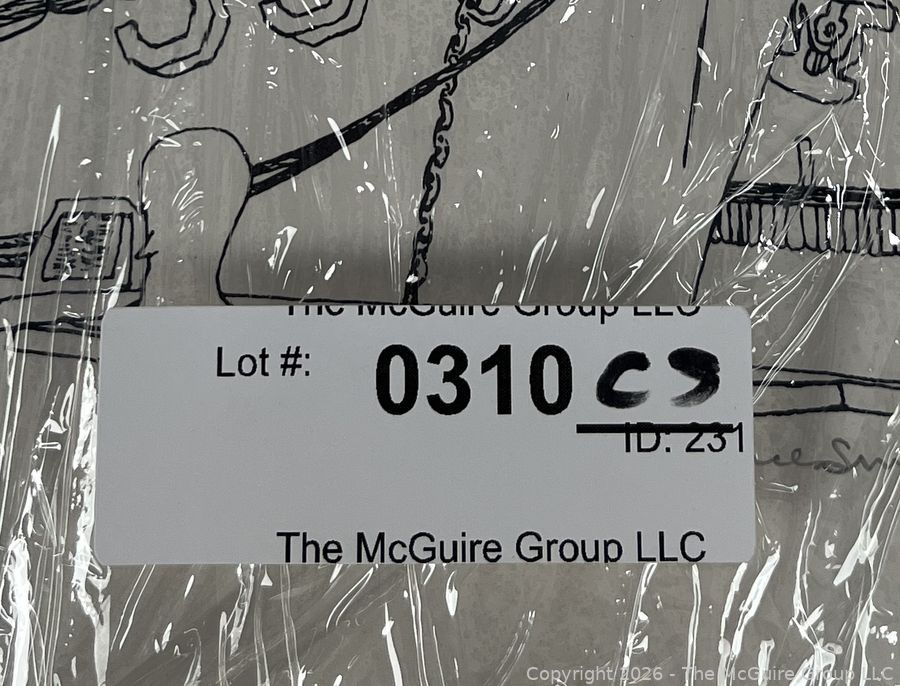 The McGuire Group LLC
Lot #: 0310 C3
ID: 231
The McGuire Group LLC
Copyright 2026 - The McGuire Group LLC